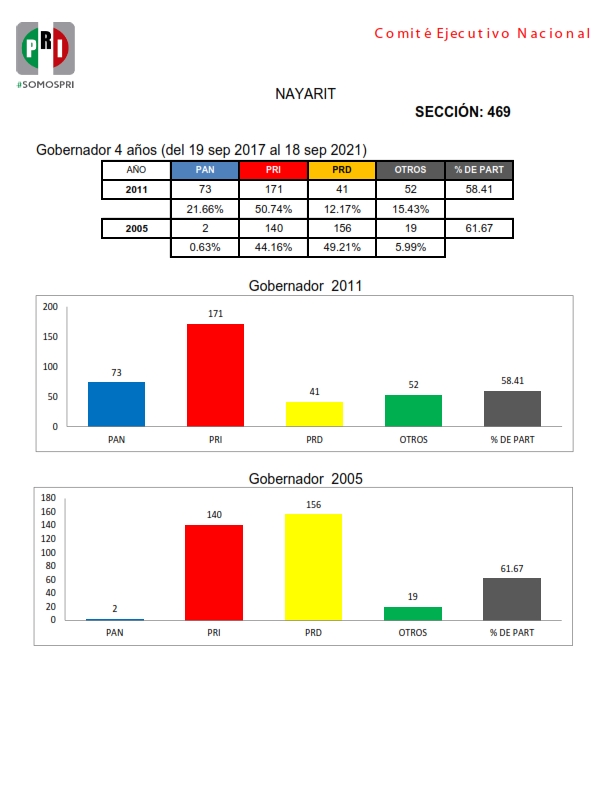 PRI
#SOMOSPRI
Comité Ejecutivo Nacional
NAYARIT
SECCIÓN: 469
Gobernador 4 años (del 19 sep 2017 al 18 sep 2021)
AÑO PAN PRI PRD OTROS % DE PART
2011 73 171 41 52 58.41
21.66% 50.74% 12.17% 15.43%
2005 2 140 156 19 61.67
0.63% 44.16% 49.21% 5.99%
Gobernador 2011
200
150
100
50
0
73
171
41
52
58.41
PAN PRI PRD OTROS % DE PART
Gobernador 2005
180
160
140
120
100
80
60
40
20
0
2
140
156
19
61.67
PAN PRI PRD OTROS % DE PART